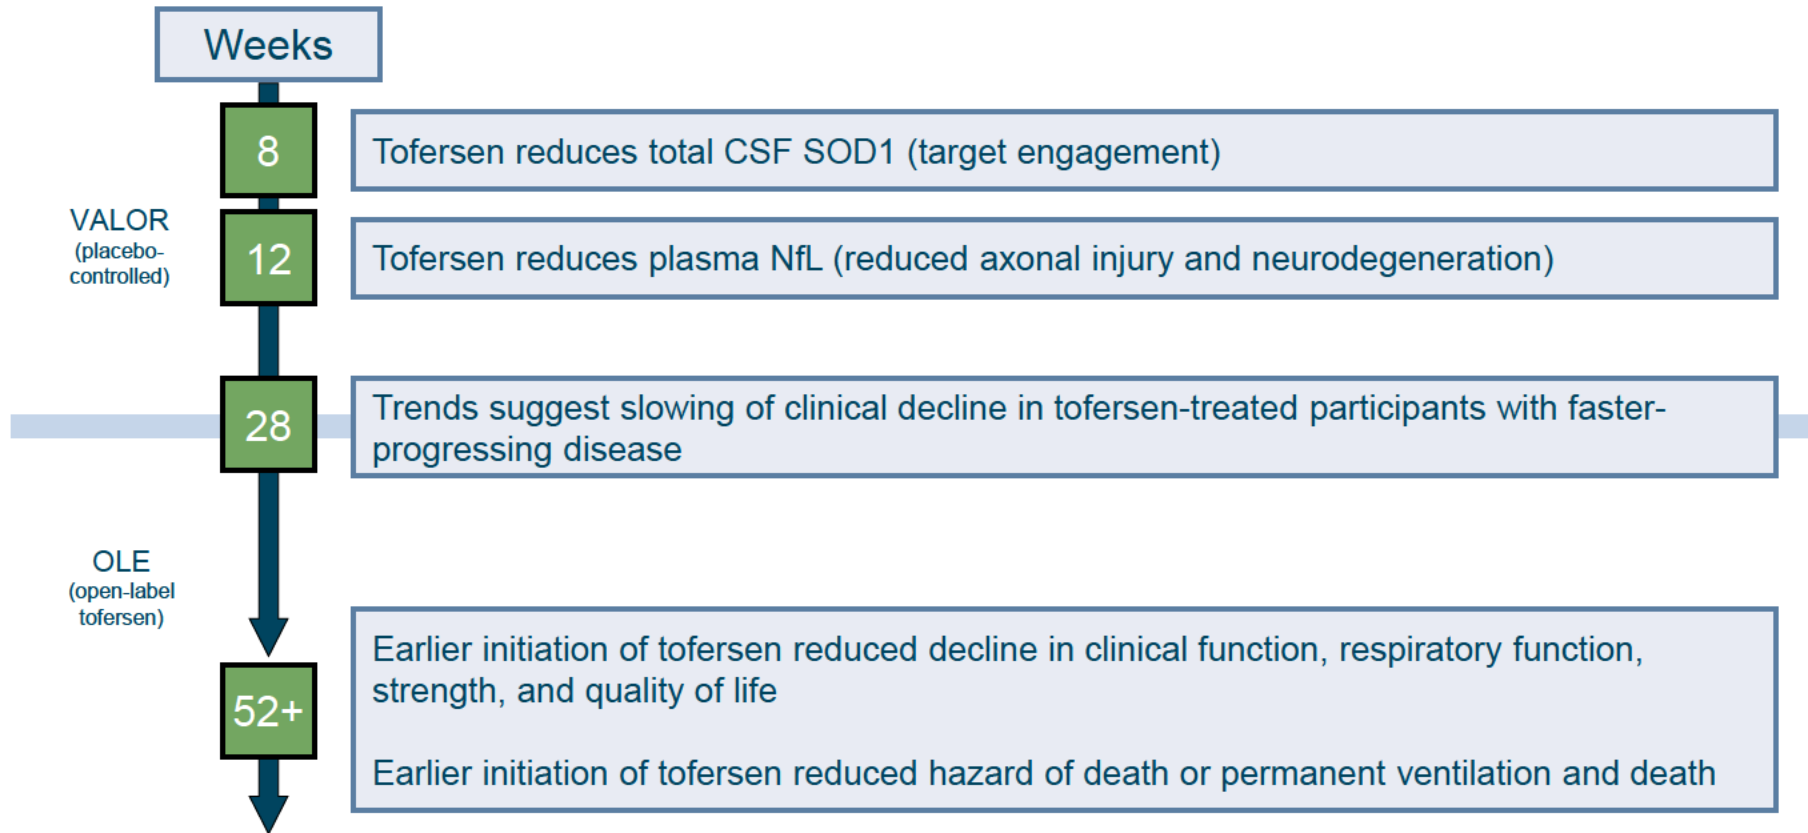 Weeks
8
Tofersen reduces total CSF SOD1 (target engagement)
VALOR
(placebo-
controlled)
12
Tofersen reduces plasma NfL (reduced axonal injury and neurodegeneration)
28
Trends suggest slowing of clinical decline in tofersen-treated participants with faster-
progressing disease
OLE
(open-label
tofersen)
52+
Earlier initiation of tofersen reduced decline in clinical function, respiratory function,
strength, and quality of life
Earlier initiation of tofersen reduced hazard of death or permanent ventilation and death